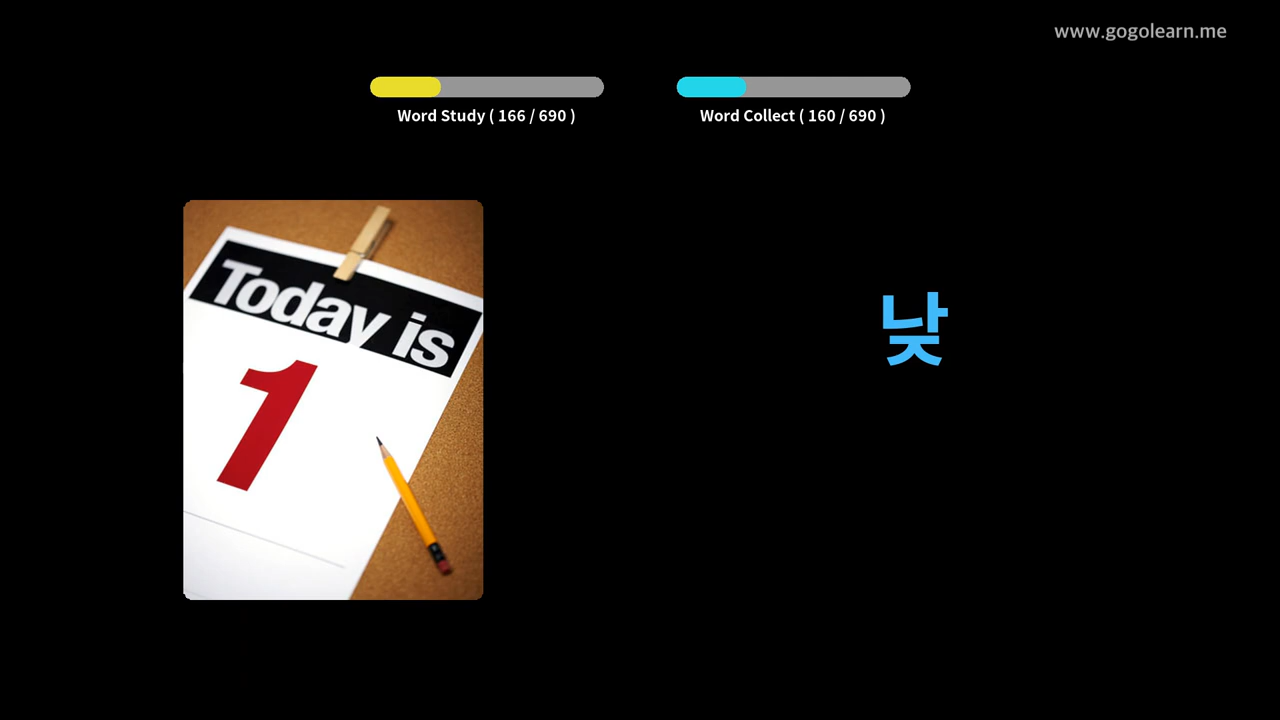 www.gogolearn.me
Word Study ( 166 / 690 )
Word Collect ( 160 / 690 )
Today is
1
낮